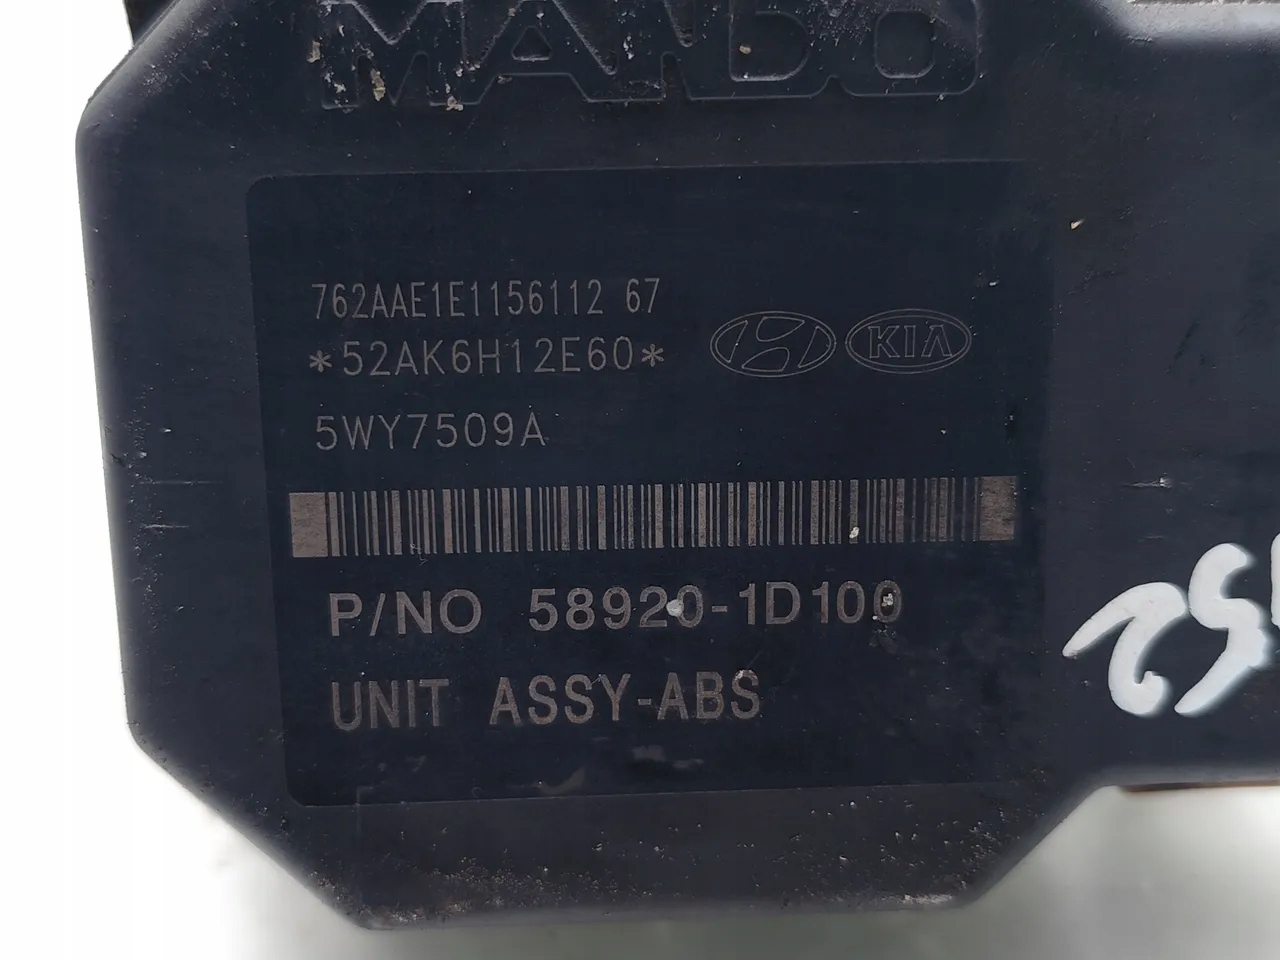 MANDO
762AAE1E1156112 67
*52AK6H12E60*
KIA
5WY7509A
P/NO 58920-1D100
UNIT ASSY-ABS